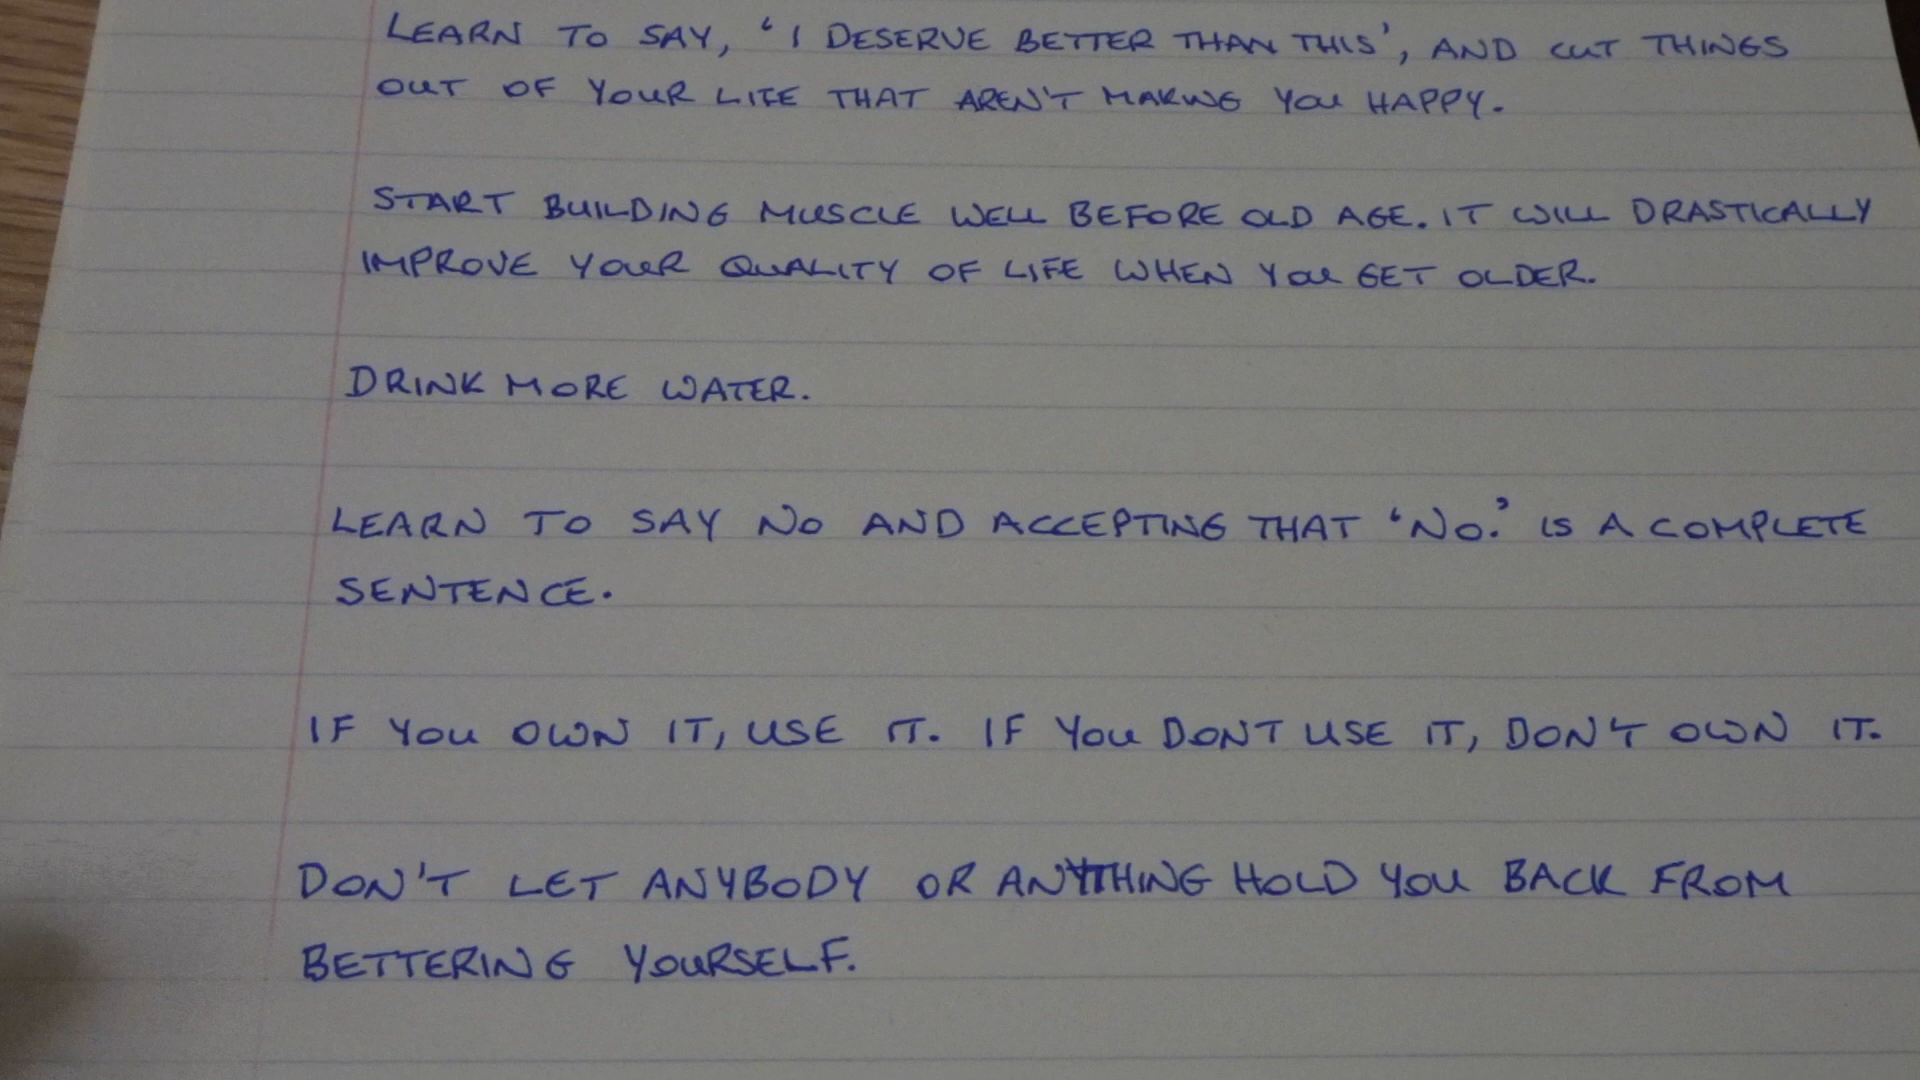 LEARN TO SAY, 'I DESERVE BETTER THAN THIS', AND CUT THINGS
OUT OF YOUR LIFE THAT AREN'T MAKING YOU HAPPY.
START BUILDING MUSCLE WELL BEFORE OLD AGE. IT WILL DRASTICALLY
IMPROVE YOUR QUALITY OF LIFE WHEN YOU GET OLDER.
DRINK MORE WATER.
LEARN TO SAY NO AND ACCEPTING THAT 'NO.' IS A COMPLETE
SENTENCE.
IF YOU OWN IT, USE IT. IF YOU DONT USE IT, DON'T OWN IT.
DON'T LET ANYBODY OR ANYTHING HOLD YOU BACK FROM
BETTERING YOURSELF.